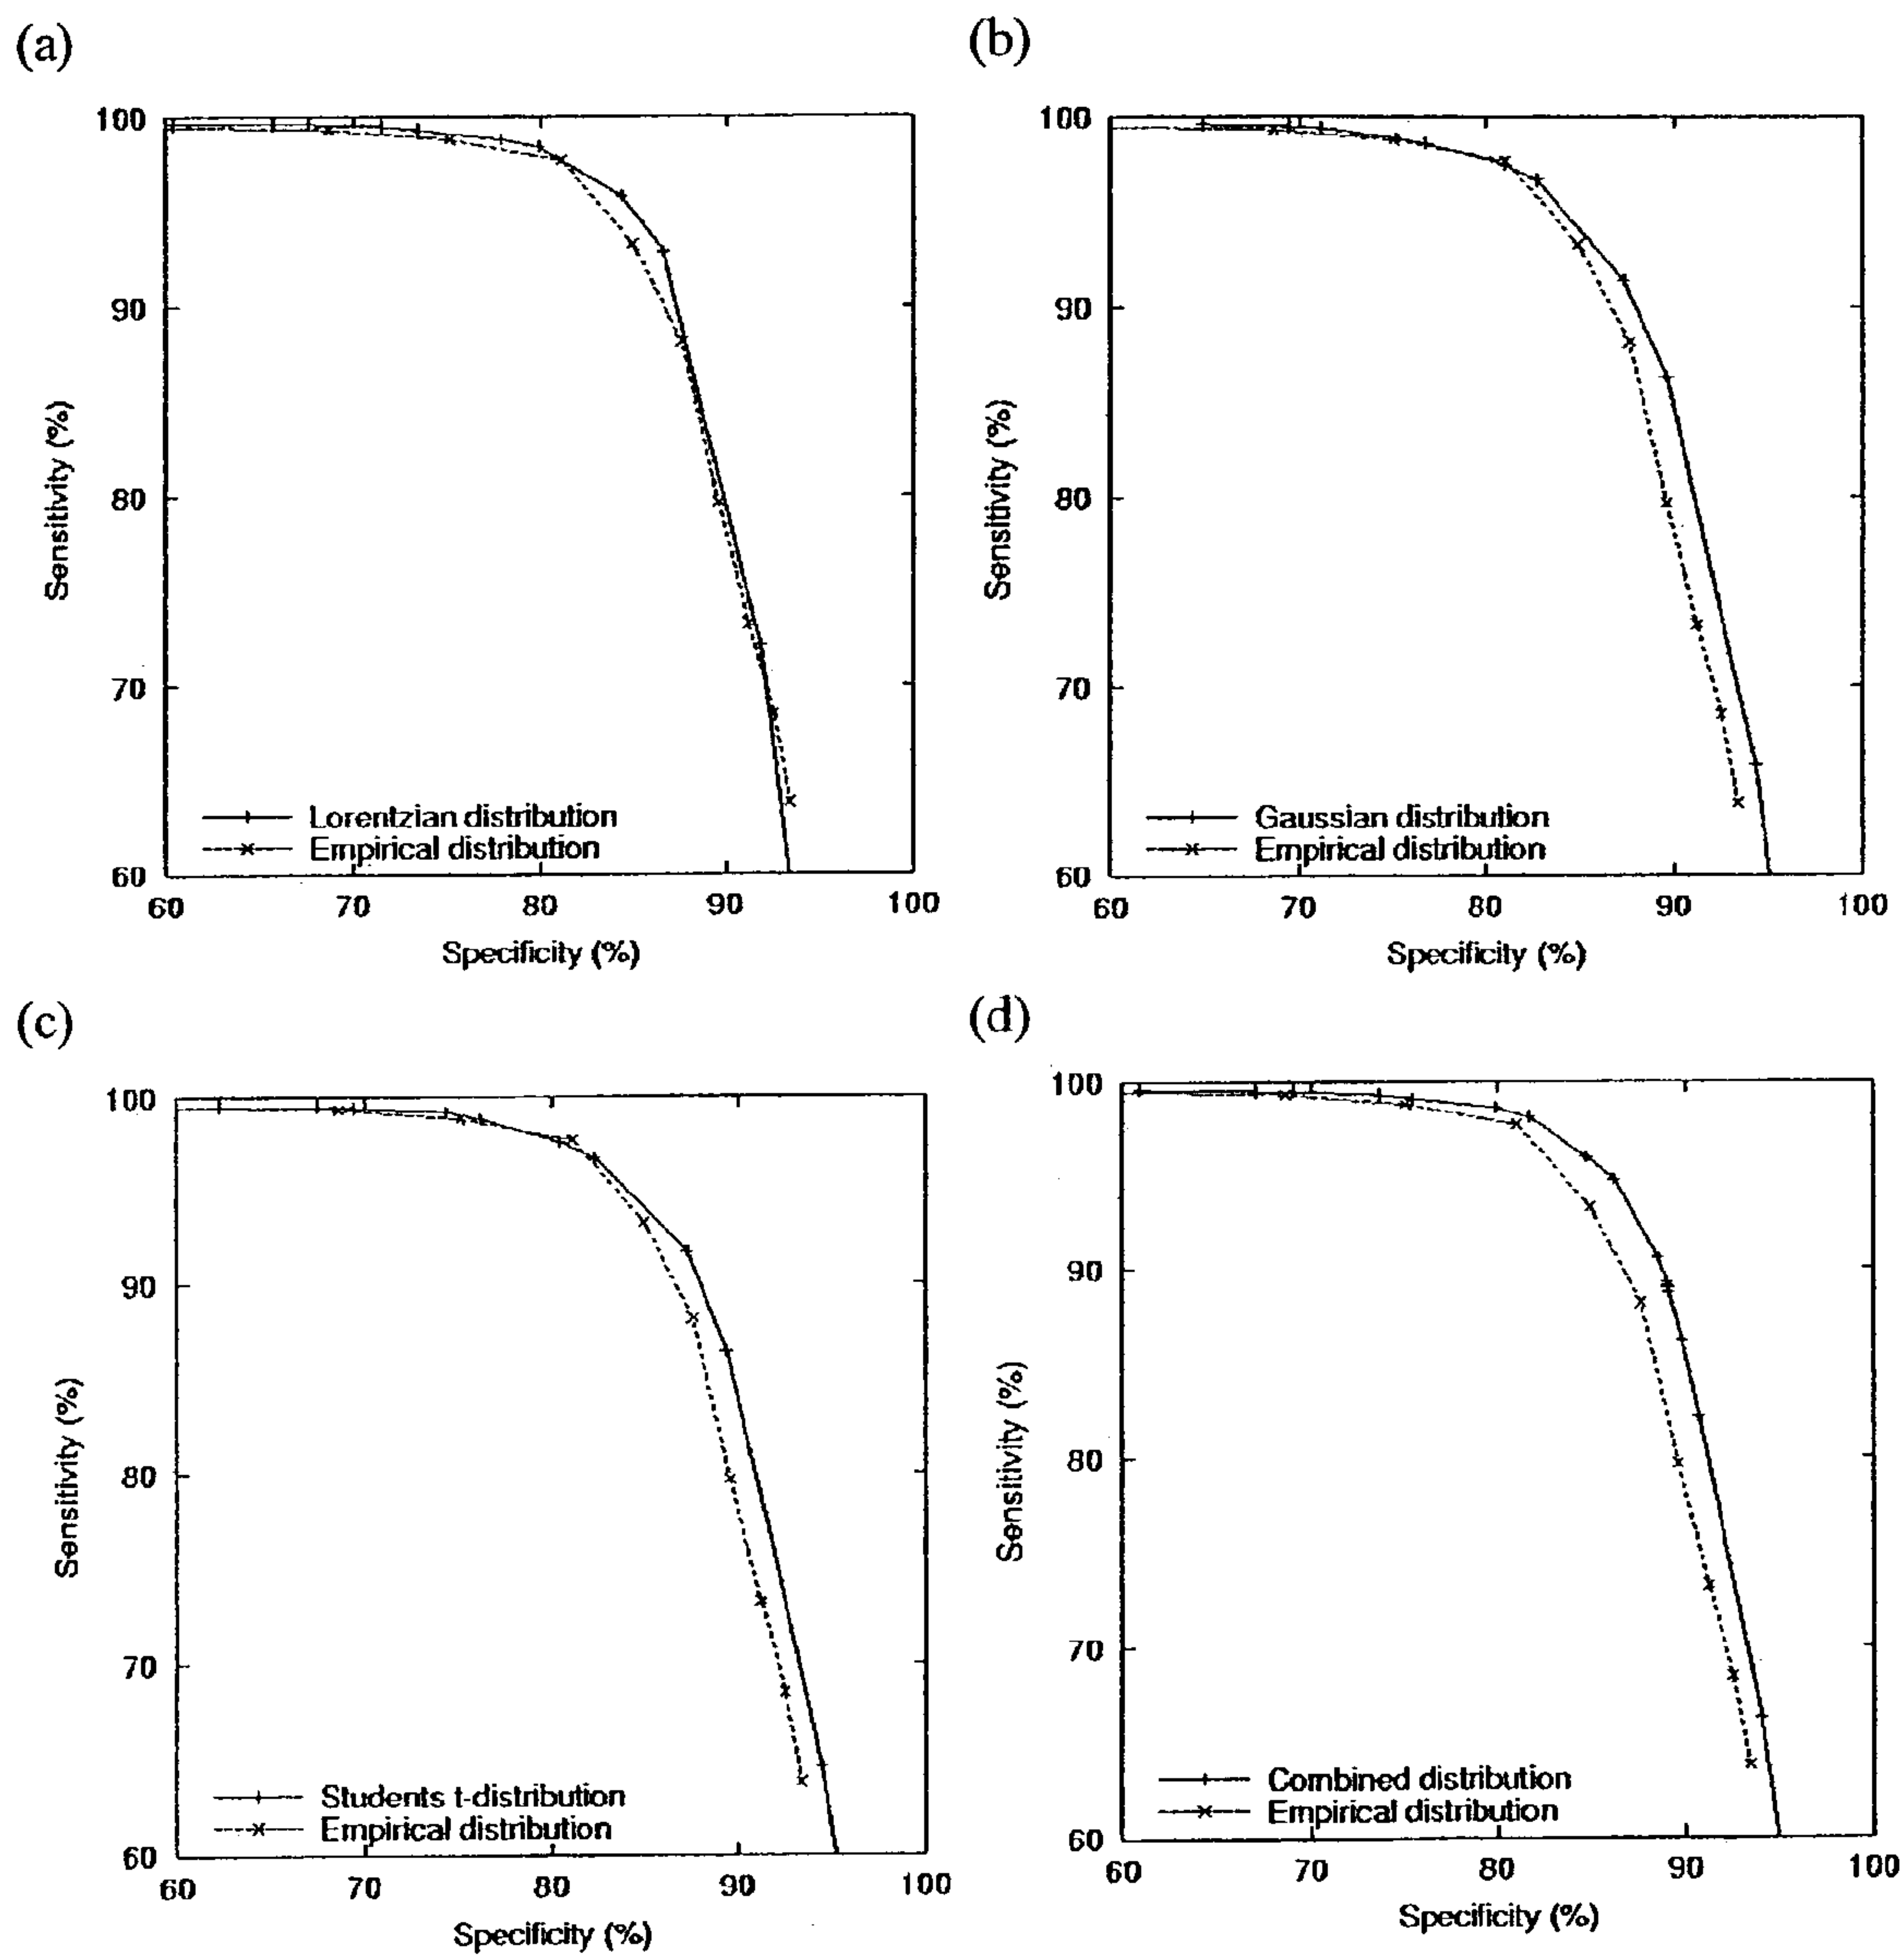 (a)
100
90
80
70
60
Sensitivity (%)
Lorentzian distribution
Empirical distribution
60 70 80 90 100
Specificity (%)
(b)
100
90
80
70
60
Sensitivity (%)
Gaussian distribution
Empirical distribution
60 70 80 90 100
Specificity (%)
(c)
100
90
80
70
60
Sensitivity (%)
Students t-distribution
Empirical distribution
60 70 80 90 100
Specificity (%)
(d)
100
90
80
70
60
Sensitivity (%)
Combined distribution
Empirical distribution
60 70 80 90 100
Specificity (%)